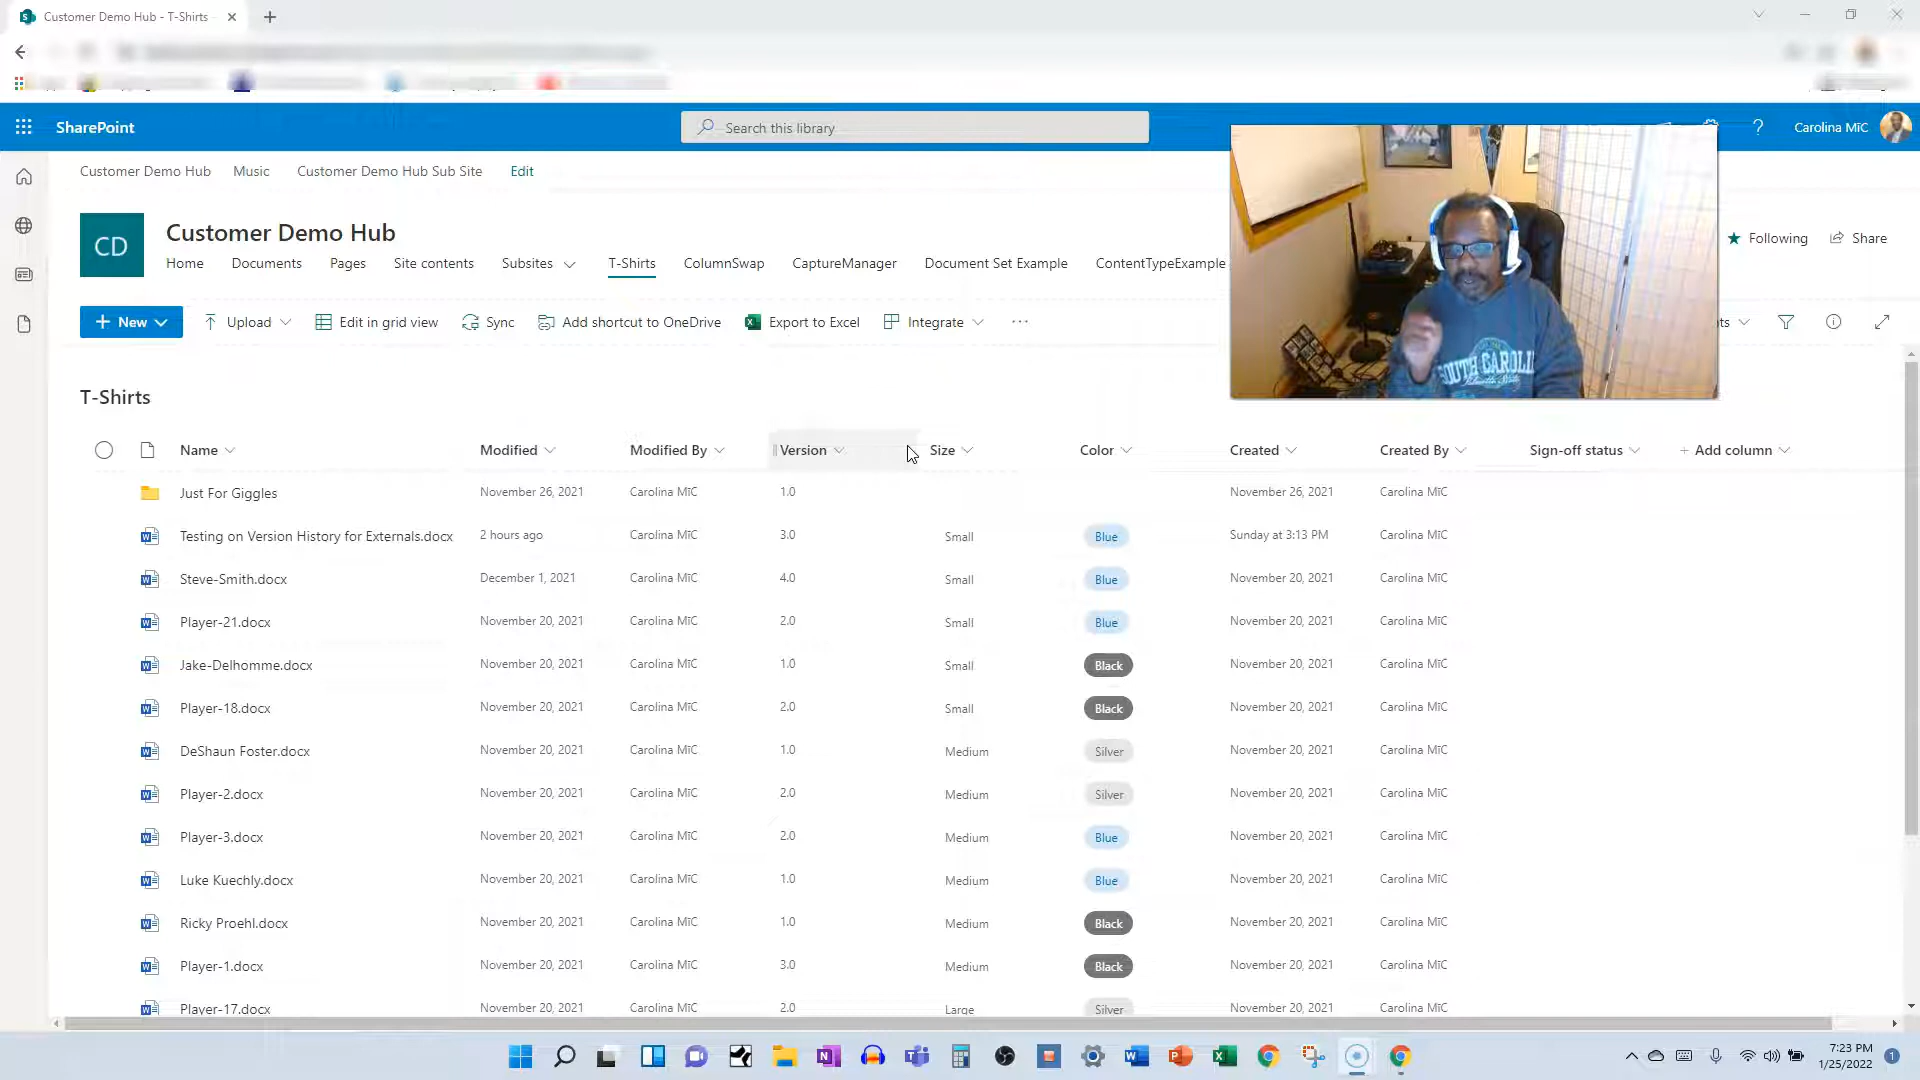 Customer Demo Hub - T-Shirts
SharePoint
Search this library
Carolina MiC
Customer Demo Hub Music Customer Demo Hub Sub Site Edit
CD
Customer Demo Hub
Following Share
Home Documents Pages Site contents Subsites T-Shirts ColumnSwap CaptureManager Document Set Example ContentTypeExample
New Upload Edit in grid view Sync Add shortcut to OneDrive Export to Excel Integrate ...
SOUTH CAROLIN
T-Shirts
Name Modified Modified By Version Size Color Created Created By Sign-off status + Add column
Just For Giggles November 26, 2021 Carolina MiC 1.0 November 26, 2021 Carolina MiC
Testing on Version History for Externals.docx 2 hours ago Carolina MiC 3.0 Small Blue Sunday at 3:13 PM Carolina MiC
Steve-Smith.docx December 1, 2021 Carolina MiC 4.0 Small Blue November 20, 2021 Carolina MiC
Player-21.docx November 20, 2021 Carolina MiC 2.0 Small Blue November 20, 2021 Carolina MiC
Jake-Delhomme.docx November 20, 2021 Carolina MiC 1.0 Small Black November 20, 2021 Carolina MiC
Player-18.docx November 20, 2021 Carolina MiC 2.0 Small Black November 20, 2021 Carolina MiC
DeShaun Foster.docx November 20, 2021 Carolina MiC 1.0 Medium Silver November 20, 2021 Carolina MiC
Player-2.docx November 20, 2021 Carolina MiC 2.0 Medium Silver November 20, 2021 Carolina MiC
Player-3.docx November 20, 2021 Carolina MiC 2.0 Medium Blue November 20, 2021 Carolina MiC
Luke Kuechly.docx November 20, 2021 Carolina MiC 1.0 Medium Blue November 20, 2021 Carolina MiC
Ricky Proehl.docx November 20, 2021 Carolina MiC 1.0 Medium Black November 20, 2021 Carolina MiC
Player-1.docx November 20, 2021 Carolina MiC 3.0 Medium Black November 20, 2021 Carolina MiC
Player-17.docx November 20, 2021 Carolina MiC 2.0 Large Silver November 20, 2021 Carolina MiC
7:23 PM
1/25/2022